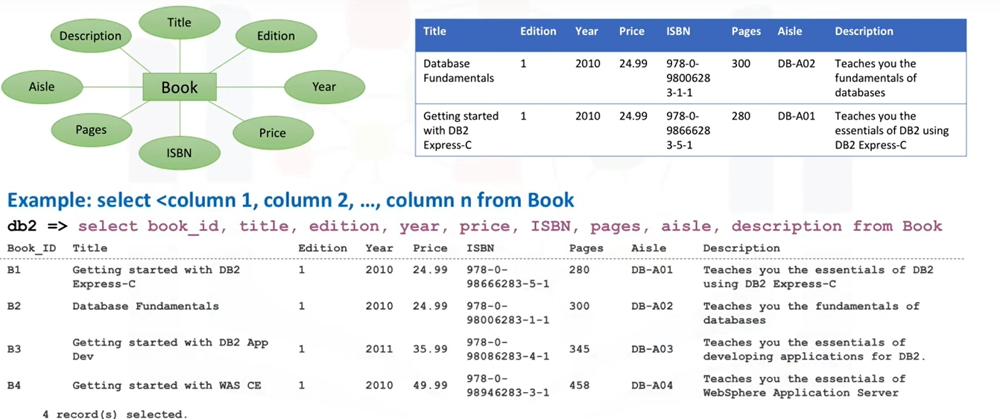 Title
Description
Edition
Aisle
Book
Year
Pages
Price
ISBN
Title Edition Year Price ISBN Pages Aisle Description
Database 1 2010 24.99 978-0- 300 DB-A02 Teaches you the
Fundamentals 9800628 fundamentals of
3-1-1 databases
Getting started 1 2010 24.99 978-0- 280 DB-A01 Teaches you the
with DB2 9866628 essentials of DB2 using
Express-C 3-5-1 DB2 Express-C
Example: select <column 1, column 2, …, column n from Book
db2 => select book_id, title, edition, year, price, ISBN, pages, aisle, description from Book
Book_ID Title Edition Year Price ISBN Pages Aisle Description
B1 Getting started with DB2 1 2010 24.99 978-0- 280 DB-A01 Teaches you the essentials of DB2
Express-C 98666283-5-1 using DB2 Express-C
B2 Database Fundamentals 1 2010 24.99 978-0- 300 DB-A02 Teaches you the fundamentals of
98006283-1-1 databases
B3 Getting started with DB2 App 1 2011 35.99 978-0- 345 DB-A03 Teaches you the essentials of
Dev 98086283-4-1 developing applications for DB2.
B4 Getting started with WAS CE 1 2010 49.99 978-0- 458 DB-A04 Teaches you the essentials of
98946283-3-1 WebSphere Application Server
4 record(s) selected.